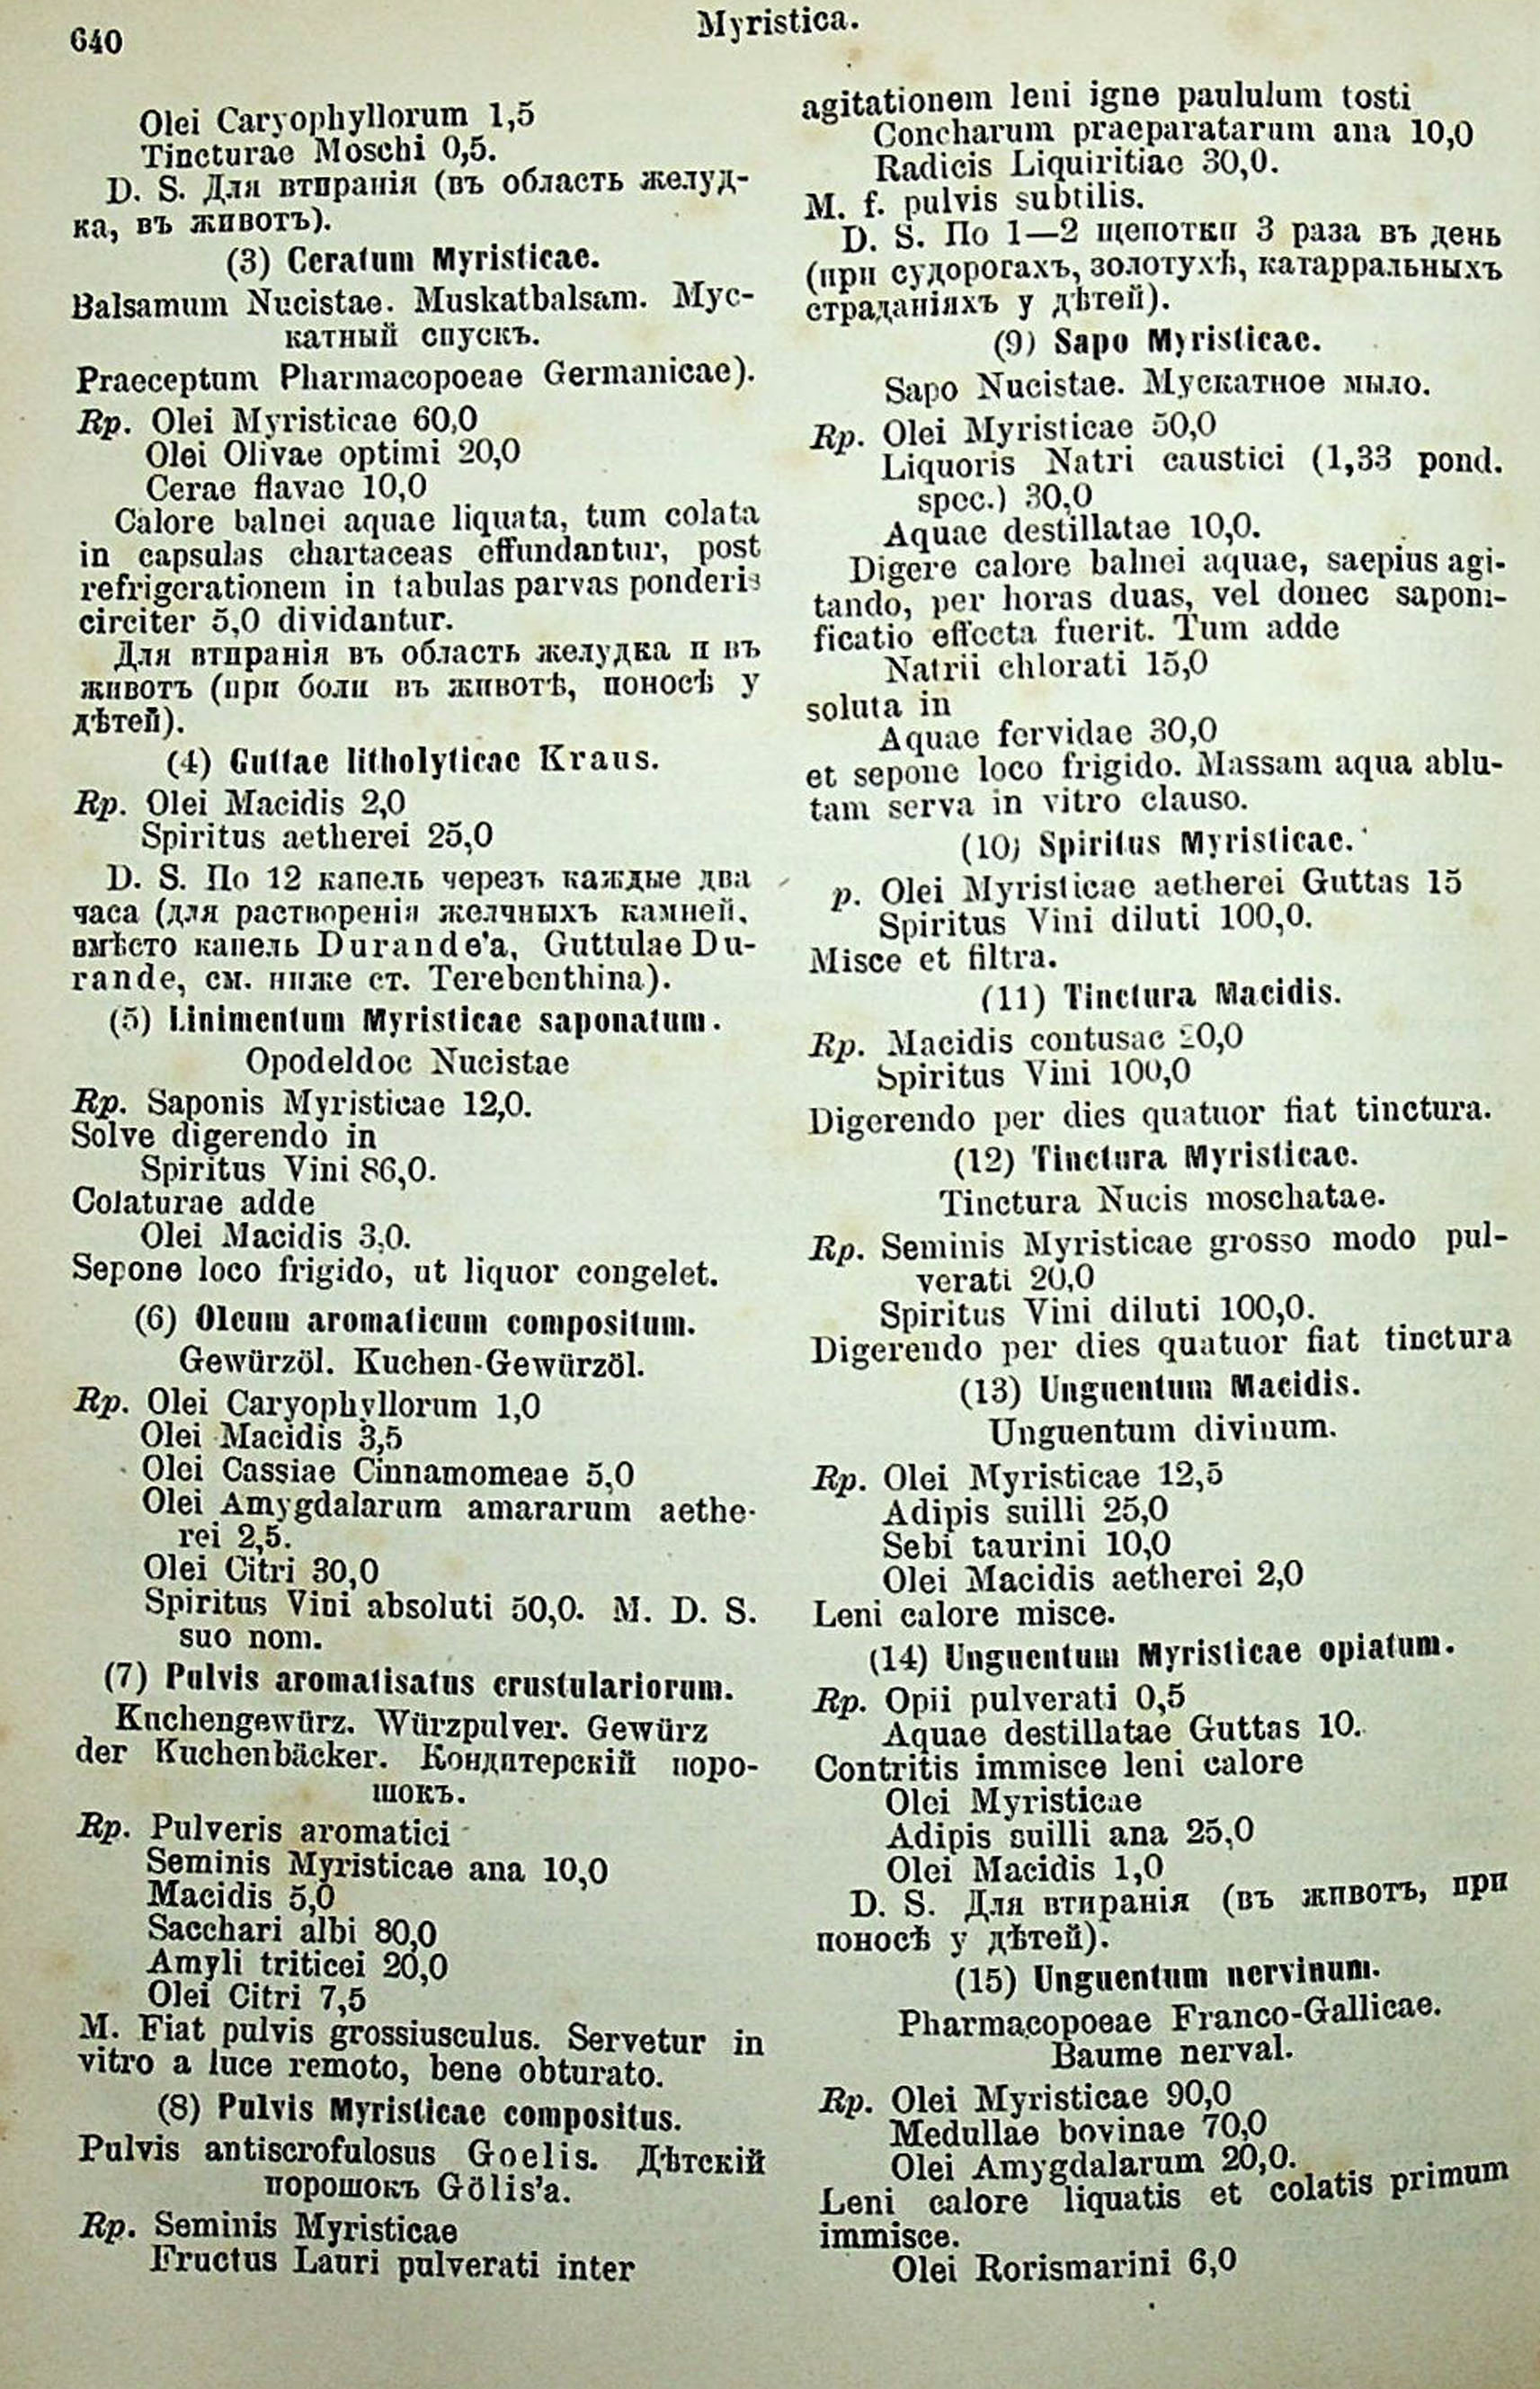 640
Myristica.
Olei Caryophyllorum 1,5
Tincturae Moschi 0,5.
D. S. Для втиранія (въ область желуд-
ка, въ животъ).
(3) Ceratum Myristicae.
Balsamum Nucistae. Muskatbalsam. Мус-
катный спускъ.
Praeceptum Pharmacopoeae Germanicae).
Rp. Olei Myristicae 60,0
Olei Olivae optimi 20,0
Cerae flavae 10,0
Calore balnei aquae liquata, tum colata
in capsulas chartaceas effundantur, post
refrigerationem in tabulas parvas ponderis
circiter 5,0 dividantur.
Для втиранія въ область желудка и въ
животъ (при боли въ животѣ, поносѣ у
дѣтей).
(4) Guttae litholyticae Kraus.
Rp. Olei Macidis 2,0
Spiritus aetherei 25,0
D. S. По 12 капель черезъ каждые два
часа (для растворенія желчныхъ камней,
вмѣсто капель Durande'a, Guttulae Du-
rande, см. ниже ст. Terebenthina).
(5) Linimentum Myristicae saponatum.
Opodeldoc Nucistae
Rp. Saponis Myristicae 12,0.
Solve digerendo in
Spiritus Vini 86,0.
Colaturae adde
Olei Macidis 3,0.
Sepone loco frigido, ut liquor congelet.
(6) Oleum aromaticum compositum.
Gewürzöl. Kuchen-Gewürzöl.
Rp. Olei Caryophyllorum 1,0
Olei Macidis 3,5
Olei Cassiae Cinnamomeae 5,0
Olei Amygdalarum amararum aethe-
rei 2,5.
Olei Citri 30,0
Spiritus Vini absoluti 50,0. M. D. S.
suo nom.
(7) Pulvis aromatisatus crustulariorum.
Kuchengewürz. Würzpulver. Gewürz
der Kuchenbäcker. Кондитерскій поро-
шокъ.
Rp. Pulveris aromatici
Seminis Myristicae ana 10,0
Macidis 5,0
Sacchari albi 80,0
Amyli triticei 20,0
Olei Citri 7,5
M. Fiat pulvis grossiusculus. Servetur in
vitro a luce remoto, bene obturato.
(8) Pulvis Myristicae compositus.
Pulvis antiscrofulosus Goelis. Дѣтскій
порошокъ Gölis'a.
Rp. Seminis Myristicae
Fructus Lauri pulverati inter
agitationem leni igne paululum tosti
Concharum praeparatarum ana 10,0
Radicis Liquiritiae 30,0.
M. f. pulvis subtilis.
D. S. По 1—2 щепотки 3 раза въ день
(при судорогахъ, золотухѣ, катарральныхъ
страданіяхъ у дѣтей).
(9) Sapo Myristicae.
Sapo Nucistae. Мускатное мыло.
Rp. Olei Myristicae 50,0
Liquoris Natri caustici (1,33 pond.
spec.) 30,0
Aquae destillatae 10,0.
Digere calore balnei aquae, saepius agi-
tando, per horas duas, vel donec saponi-
ficatio effecta fuerit. Tum adde
Natrii chlorati 15,0
soluta in
Aquae fervidae 30,0
et sepone loco frigido. Massam aqua ablu-
tam serva in vitro clauso.
(10) Spiritus Myristicae.
p. Olei Myristicae aetherei Guttas 15
Spiritus Vini diluti 100,0.
Misce et filtra.
(11) Tinctura Macidis.
Rp. Macidis contusae 20,0
Spiritus Vini 100,0
Digerendo per dies quatuor fiat tinctura.
(12) Tinctura Myristicae.
Tinctura Nucis moschatae.
Rp. Seminis Myristicae grosso modo pul-
verati 20,0
Spiritus Vini diluti 100,0.
Digerendo per dies quatuor fiat tinctura
(13) Unguentum Macidis.
Unguentum divinum.
Rp. Olei Myristicae 12,5
Adipis suilli 25,0
Sebi taurini 10,0
Olei Macidis aetherei 2,0
Leni calore misce.
(14) Unguentum Myristicae opiatum.
Rp. Opii pulverati 0,5
Aquae destillatae Guttas 10.
Contritis immisce leni calore
Olei Myristicae
Adipis suilli ana 25,0
Olei Macidis 1,0
D. S. Для втиранія (въ животъ, при
поносѣ у дѣтей).
(15) Unguentum nervinum.
Pharmacopoeae Franco-Gallicae.
Baume nerval.
Rp. Olei Myristicae 90,0
Medullae bovinae 70,0
Olei Amygdalarum 20,0.
Leni calore liquatis et colatis primum
immisce.
Olei Rorismarini 6,0